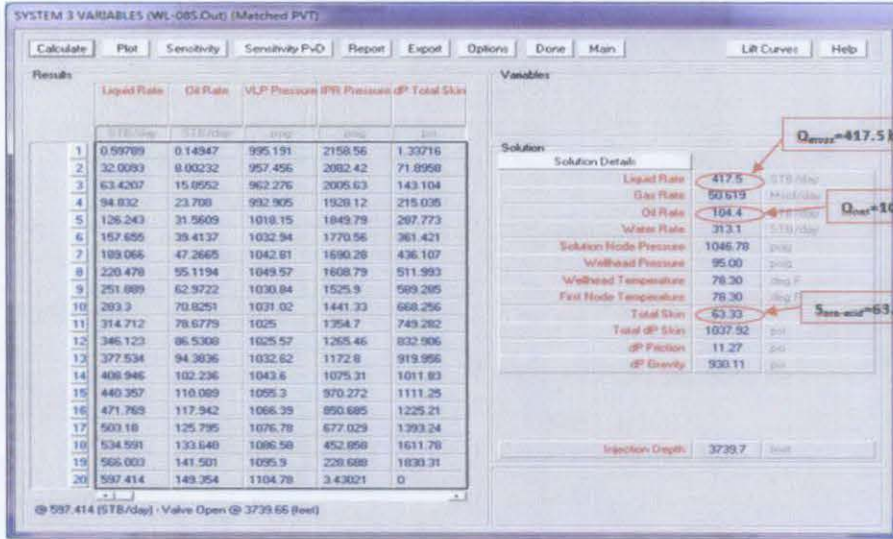 SYSTEM 3 VARIABLES (WL-08S.Out) (Matched PVT)
Calculate Plot Sensitivity Sensitivity PvD Report Export Options Done Main Lift Curves Help
Results
Variables
Liquid Rate Oil Rate VLP Pressure IPR Pressure dP Total Skin
STB/day STB/day psig psig psi
1 0.59789 0.14947 995.191 2158.56 1.33716
2 32.0093 8.00232 957.456 2082.42 71.8958
3 63.4207 15.8552 962.276 2005.63 143.104
4 94.832 23.708 992.905 1928.12 215.035
5 126.243 31.5609 1018.15 1849.79 287.773
6 157.655 39.4137 1032.94 1770.56 361.421
7 189.066 47.2665 1042.81 1690.28 436.107
8 220.478 55.1194 1049.57 1608.79 511.993
9 251.889 62.9722 1030.84 1525.9 589.285
10 283.3 70.8251 1031.02 1441.33 668.256
11 314.712 78.6779 1025 1354.7 749.282
12 346.123 86.5308 1025.57 1265.46 832.906
13 377.534 94.3836 1032.62 1172.8 919.956
14 408.946 102.236 1043.6 1075.31 1011.83
15 440.357 110.089 1055.3 970.272 1111.25
16 471.769 117.942 1066.39 850.685 1225.21
17 503.18 125.795 1076.78 677.029 1393.24
18 534.591 133.648 1086.58 452.858 1611.78
19 566.003 141.501 1095.9 228.688 1830.31
20 597.414 149.354 1104.78 3.43021 0
@ 597.414 (STB/day) - Valve Open @ 3739.66 (feet)
Solution
Solution Details
Liquid Rate 417.5 STB/day
Gas Rate 50.619 Mscf/day
Oil Rate 104.4 STB/day
Water Rate 313.1 STB/day
Solution Node Pressure 1046.78 psig
Wellhead Pressure 95.00 psig
Wellhead Temperature 78.30 deg F
First Node Temperature 78.30 deg F
Total Skin 63.33
Total dP Skin 1037.92 psi
dP Friction 11.27 psi
dP Gravity 930.11 psi
Injection Depth 3739.7 feet
Qgross=417.5
Qnet=10
Spre-acid=63.